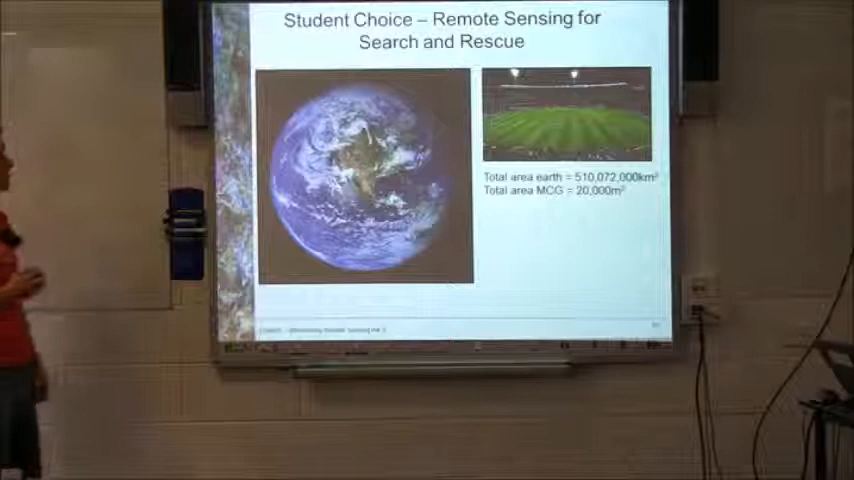 Student Choice – Remote Sensing for
Search and Rescue
Total area earth = 510,072,000km²
Total area MCG = 20,000m²